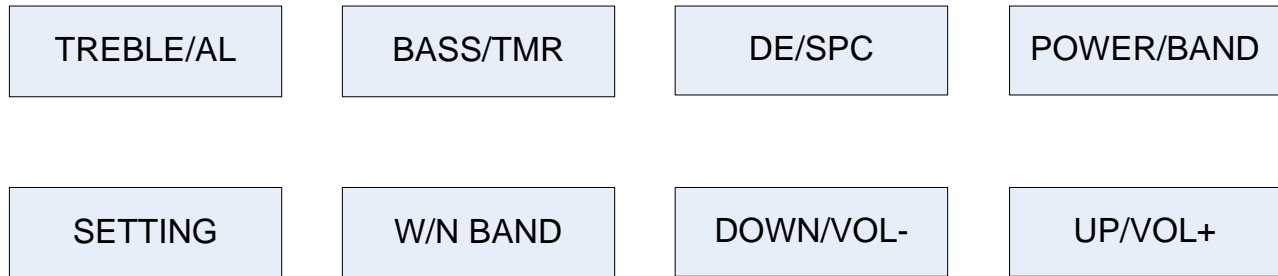 TREBLE/AL BASS/TMR DE/SPC POWER/BAND
SETTING W/N BAND DOWN/VOL- UP/VOL+